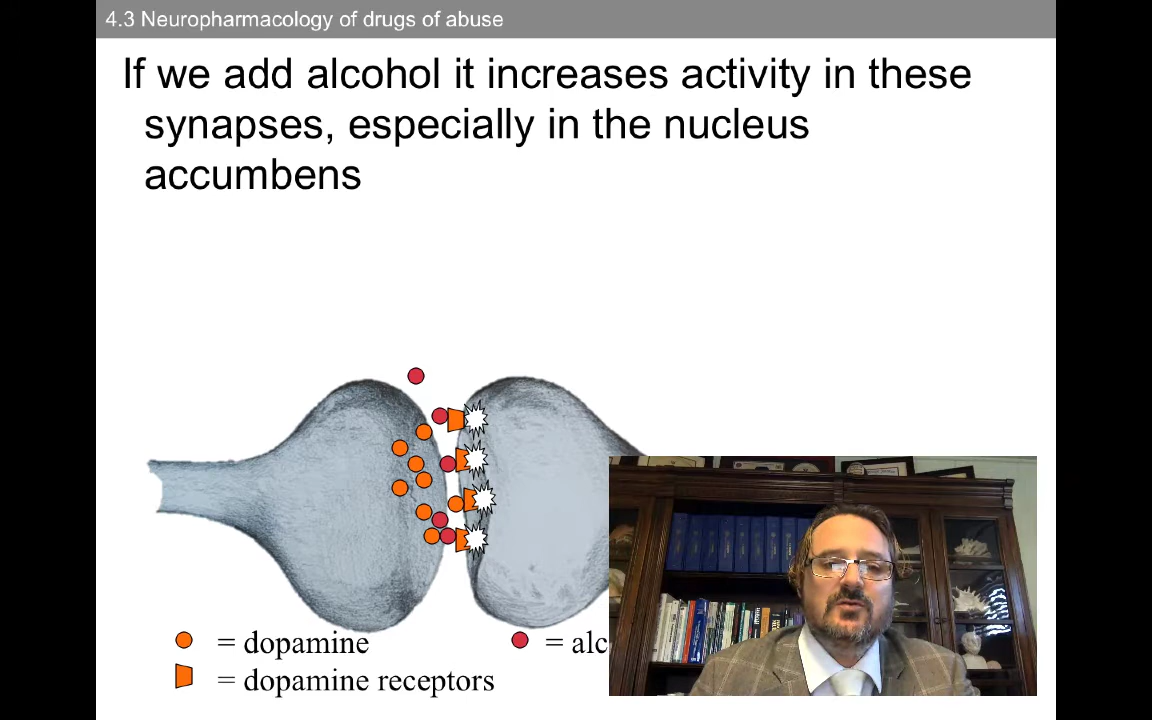 4.3 Neuropharmacology of drugs of abuse
If we add alcohol it increases activity in these
synapses, especially in the nucleus
accumbens
= dopamine
= alc
= dopamine receptors